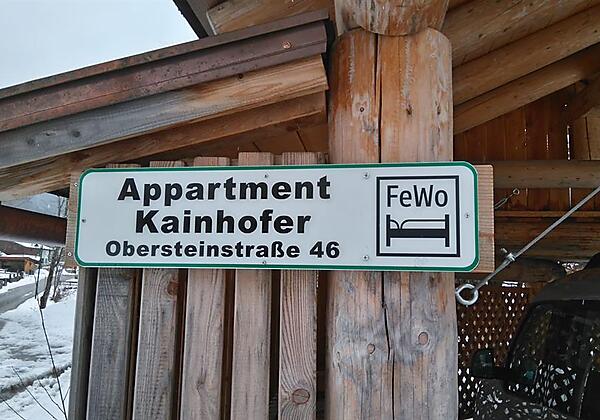 Appartment
Kainhofer
Obersteinstraße 46
FeWo